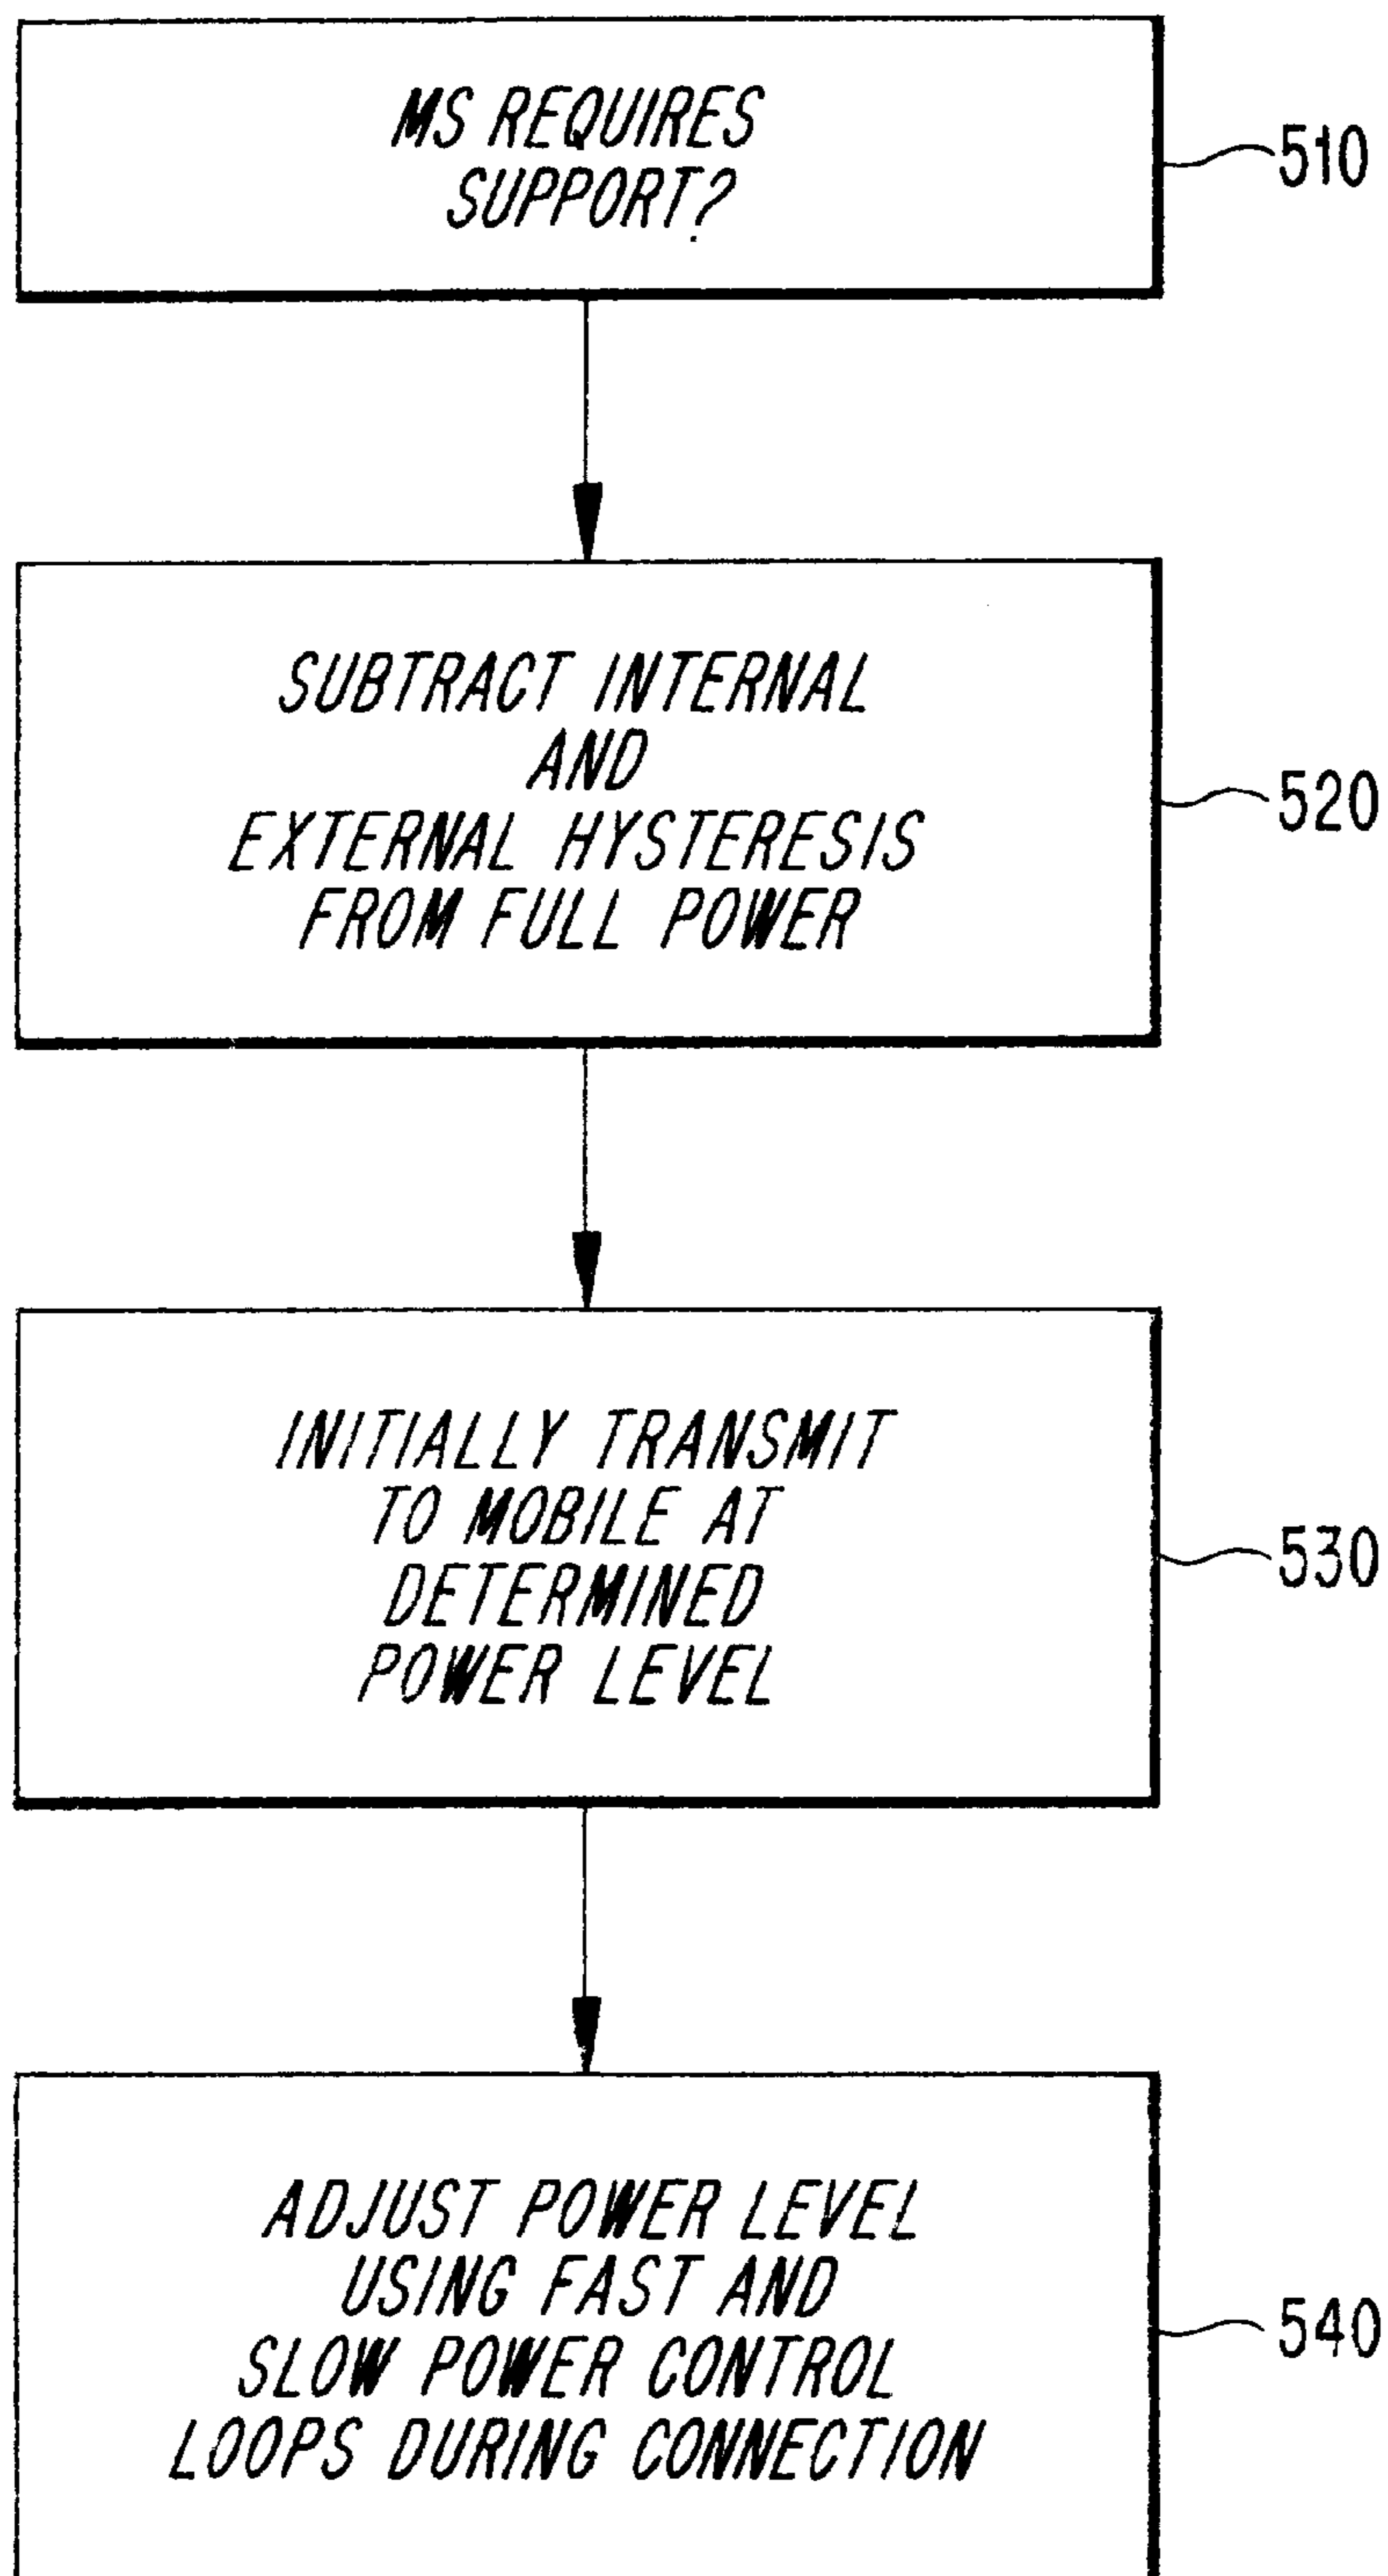 MS REQUIRES
SUPPORT?
510
SUBTRACT INTERNAL
AND
EXTERNAL HYSTERESIS
FROM FULL POWER
520
INITIALLY TRANSMIT
TO MOBILE AT
DETERMINED
POWER LEVEL
530
ADJUST POWER LEVEL
USING FAST AND
SLOW POWER CONTROL
LOOPS DURING CONNECTION
540